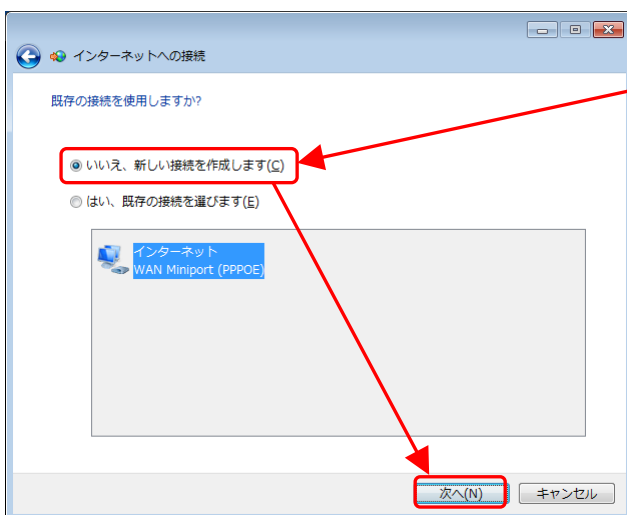 インターネットへの接続
既存の接続を使用しますか?
いいえ、新しい接続を作成します(C)
はい、既存の接続を選びます(E)
インターネット
WAN Miniport (PPPOE)
次へ(N)
キャンセル